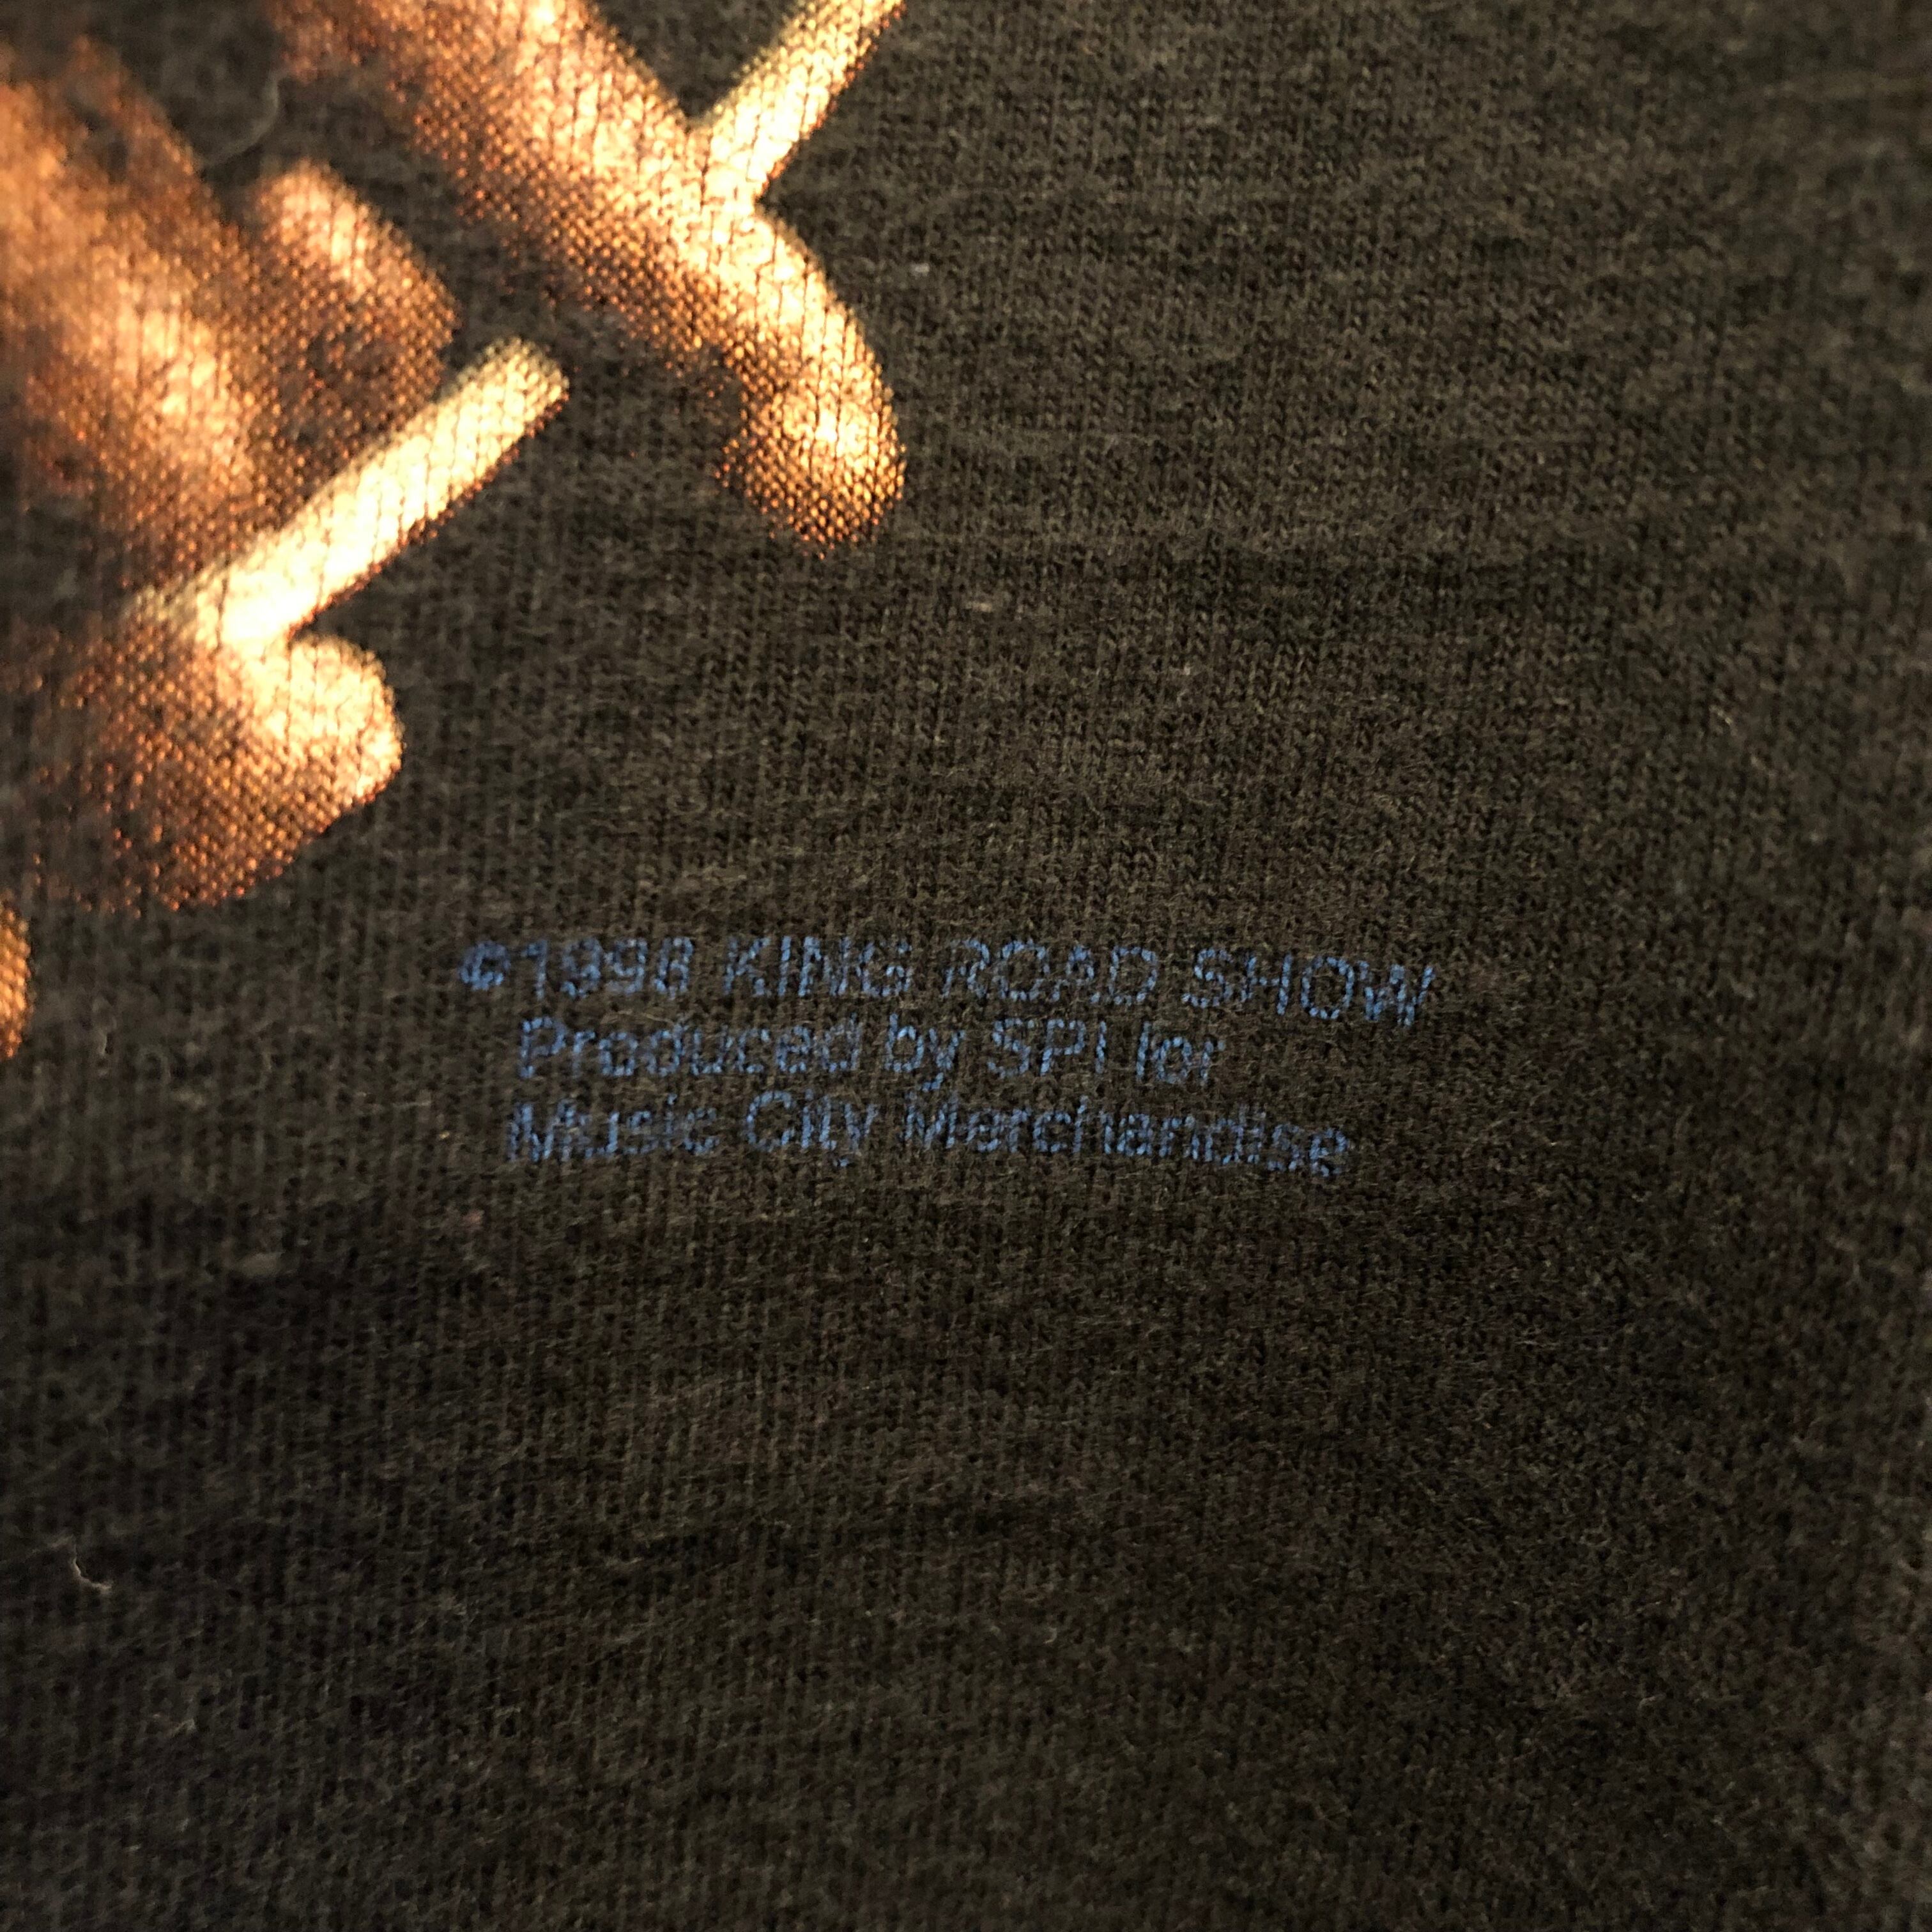 ©1998 KING ROAD SHOW
Produced by SPI for
Music City Merchandise